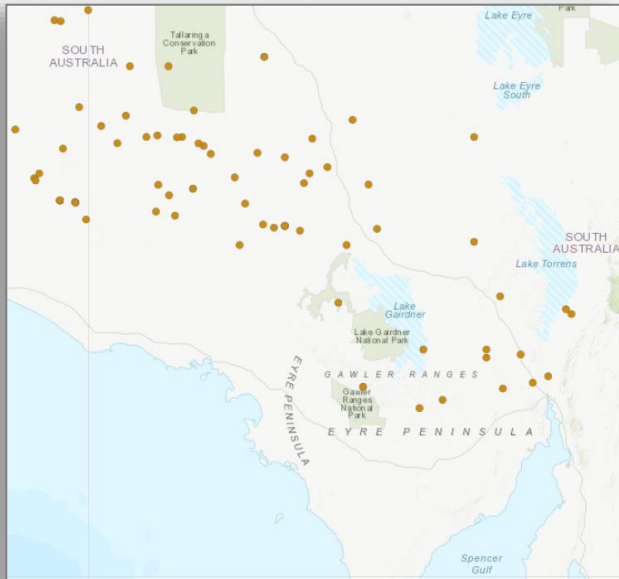 Lake Eyre
Park
Tallaringa
Conservation
Park
SOUTH
AUSTRALIA
Lake Eyre
South
SOUTH
AUSTRALIA
Lake Torrens
Lake
Gairdner
Lake Gairdner
National Park
GAWLER RANGES
EYRE PENINSULA
Gawler
Ranges
National
Park
EYRE PENINSULA
Spencer
Gulf